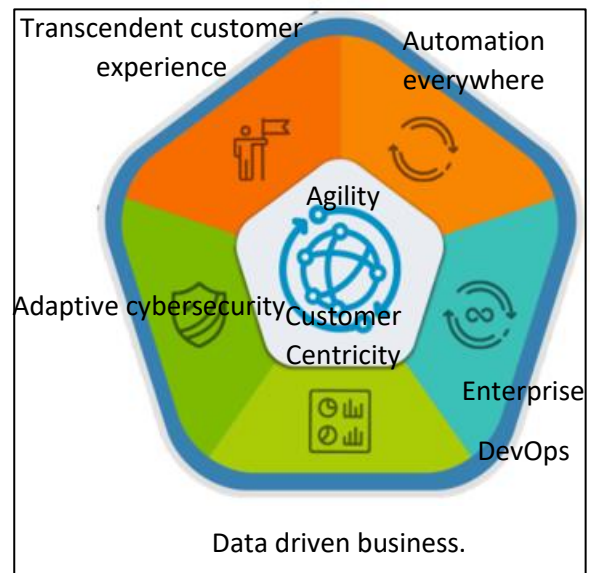 Transcendent customer
experience
Automation
everywhere
Agility
Adaptive cybersecurity
Customer
Centricity
Enterprise
DevOps
Data driven business.